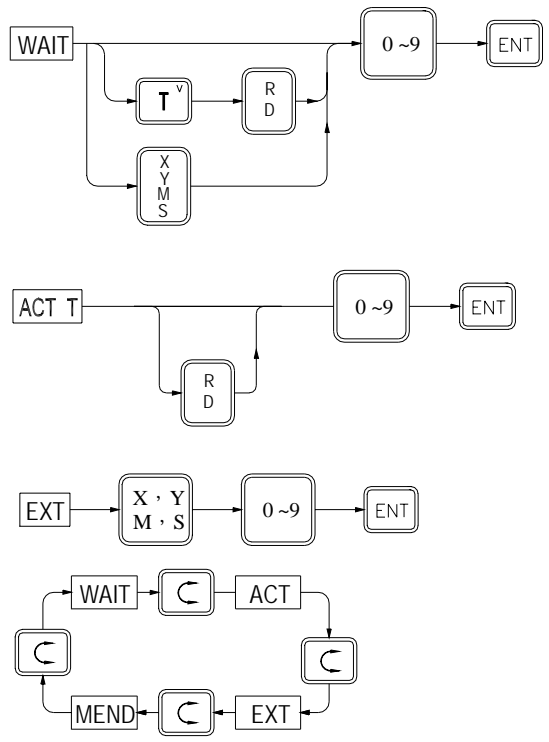 WAIT
0 ~9
ENT
T v
R
D
X
Y
M
S
ACT T
0 ~9
ENT
R
D
EXT
X , Y
M , S
0 ~9
ENT
WAIT
ACT
MEND
EXT